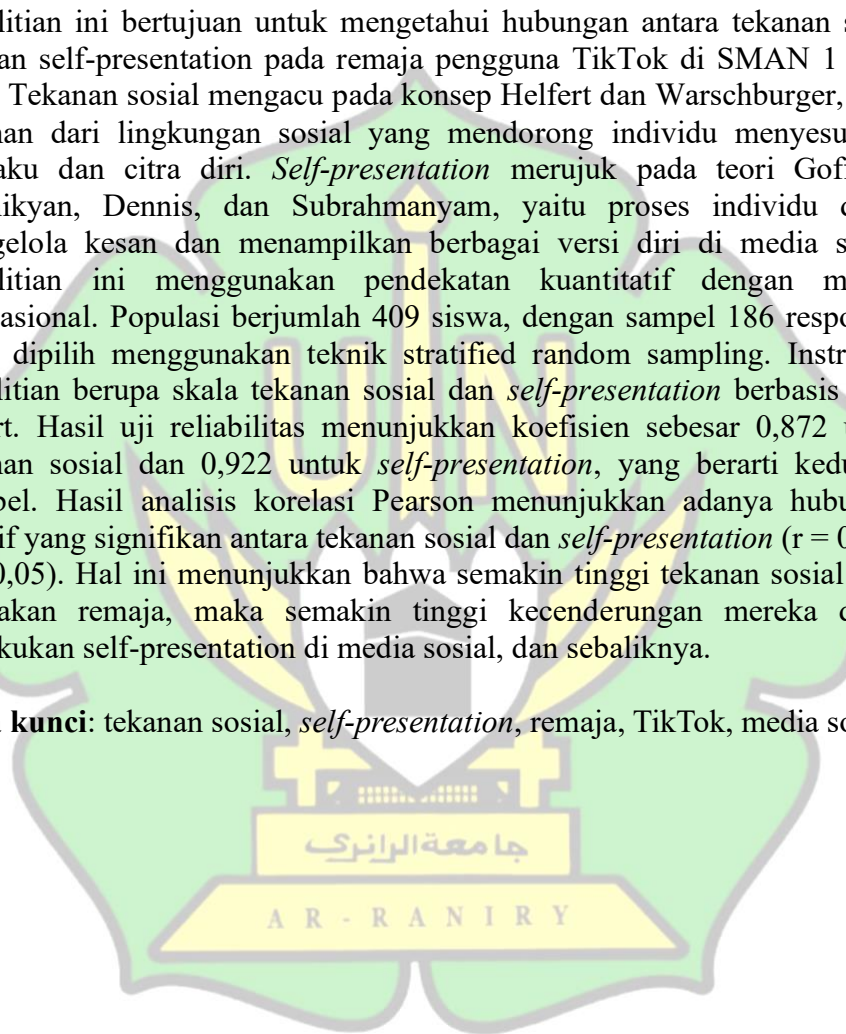 litian ini bertujuan untuk mengetahui hubungan antara tekanan s
an self-presentation pada remaja pengguna TikTok di SMAN 1
Tekanan sosial mengacu pada konsep Helfert dan Warschburger,
nan dari lingkungan sosial yang mendorong individu menyesu
aku dan citra diri. Self-presentation merujuk pada teori Goff
ikyan, Dennis, dan Subrahmanyam, yaitu proses individu d
gelola kesan dan menampilkan berbagai versi diri di media s
litian ini menggunakan pendekatan kuantitatif dengan m
asional. Populasi berjumlah 409 siswa, dengan sampel 186 respo
dipilih menggunakan teknik stratified random sampling. Instr
litian berupa skala tekanan sosial dan self-presentation berbasis
rt. Hasil uji reliabilitas menunjukkan koefisien sebesar 0,872 u
nan sosial dan 0,922 untuk self-presentation, yang berarti kedu
bel. Hasil analisis korelasi Pearson menunjukkan adanya hubu
if yang signifikan antara tekanan sosial dan self-presentation (r = 0
0,05). Hal ini menunjukkan bahwa semakin tinggi tekanan sosial
akan remaja, maka semakin tinggi kecenderungan mereka d
kukan self-presentation di media sosial, dan sebaliknya.
kunci: tekanan sosial, self-presentation, remaja, TikTok, media so
UIN
جامعة الرانري
AR-RANIRY